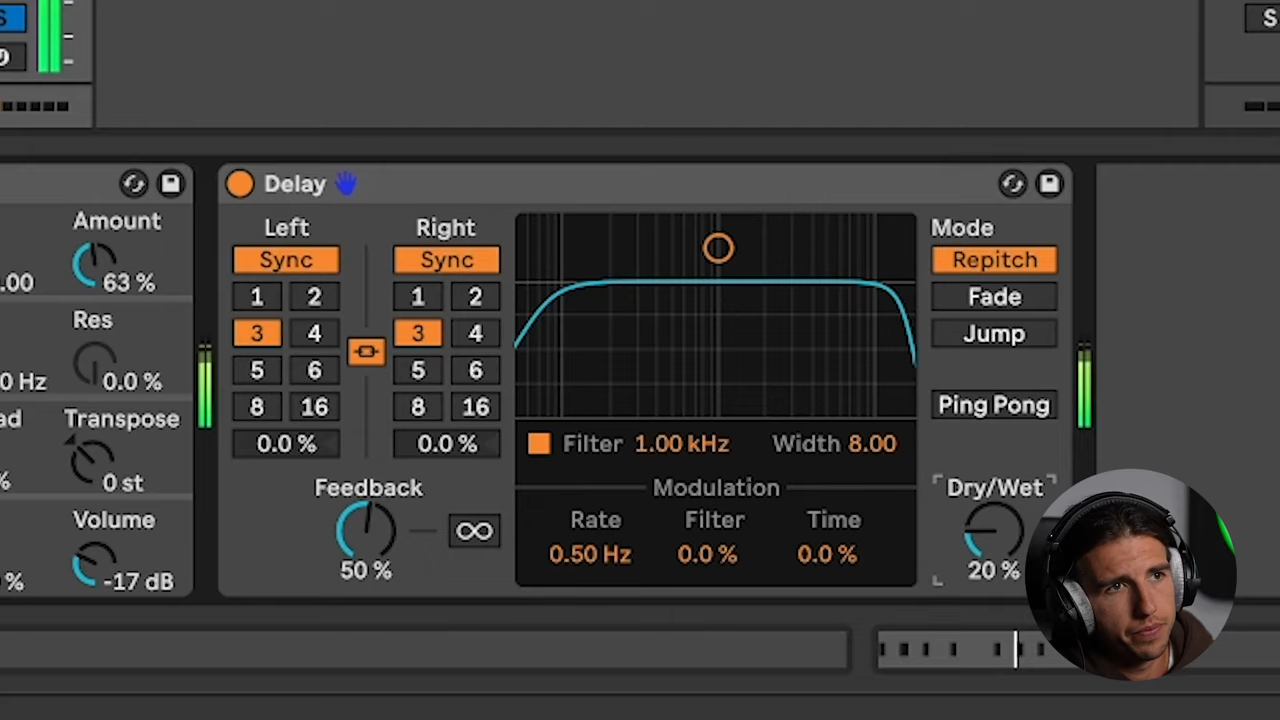 S
S
Delay
Amount
.00
63 %
Res
0 Hz
0.0 %
ad
Transpose
%
0 st
Volume
%
-17 dB
Left
Right
Sync
Sync
1 2
1 2
3 4
3 4
5 6
5 6
8 16
8 16
0.0 %
0.0 %
Feedback
50 %
∞
Filter 1.00 kHz Width 8.00
Modulation
Rate Filter Time
0.50 Hz 0.0 % 0.0 %
Mode
Repitch
Fade
Jump
Ping Pong
Dry/Wet
20 %